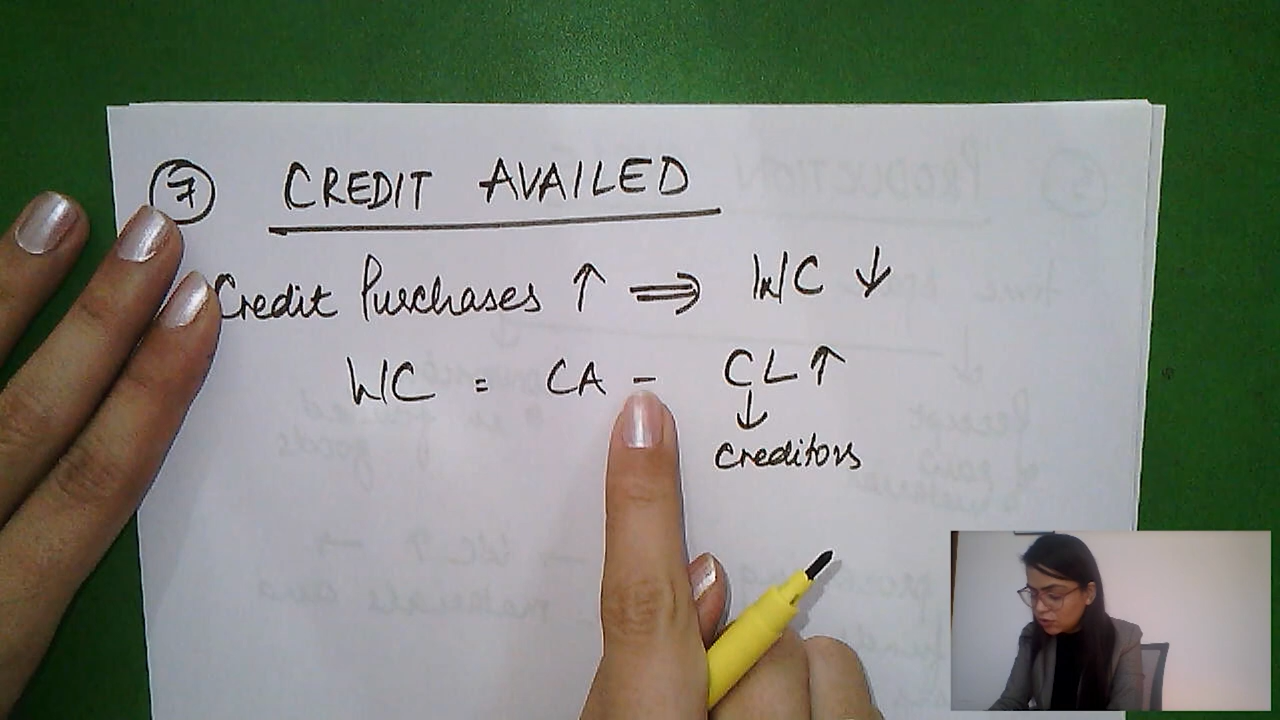 ⑦ CREDIT AVAILED
Credit Purchases ↑ ⇒ WC ↓
WC = CA - CL ↑
↓
Creditors